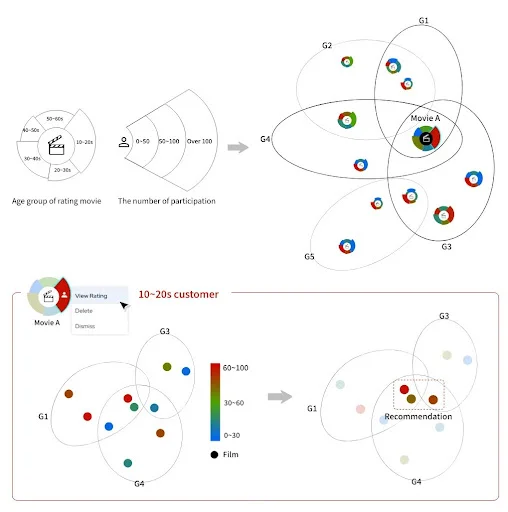 G1
G2
50~60s
40~50s
10~20s
30~40s
20~30s
0~50
50~100
Over 100
Age group of rating movie
The number of participation
Movie A
G4
G3
G5
Movie A
View Rating
Delete
Dismiss
10~20s customer
G3
G1
G4
60~100
30~60
0~30
Film
G3
G1
Recommendation
G4